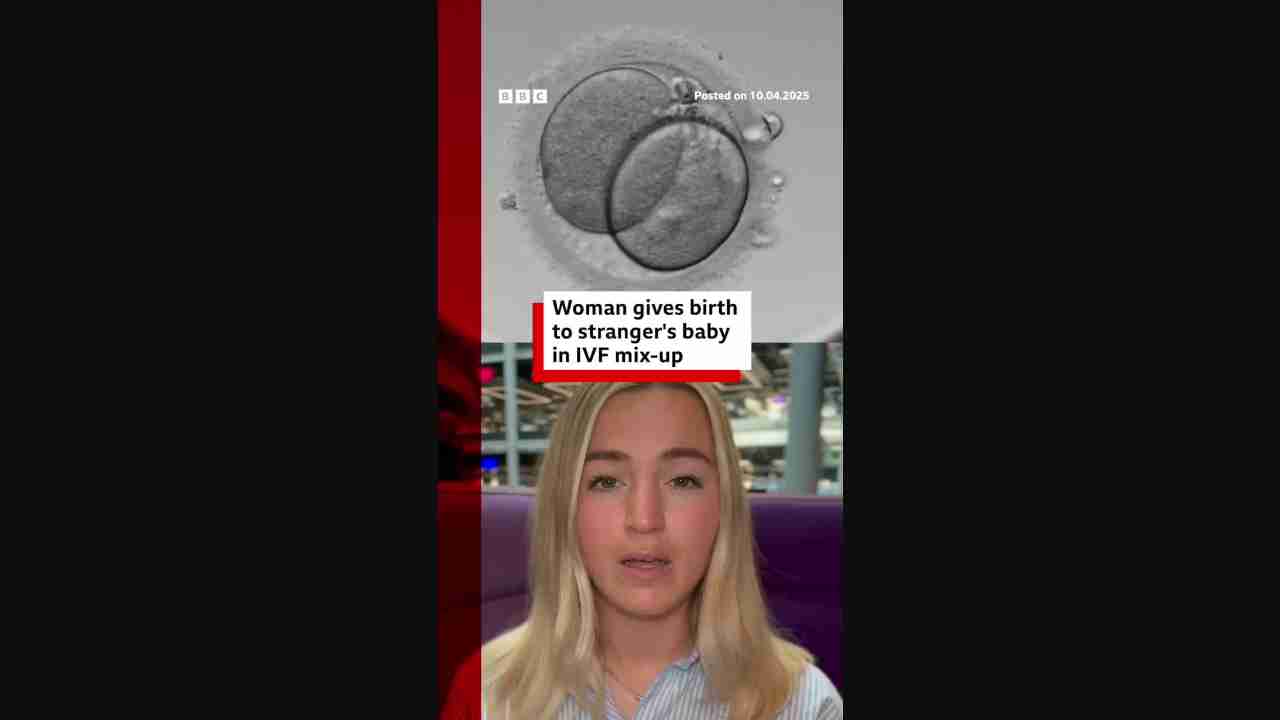 BBC
Posted on 10.04.2025
Woman gives birth
to stranger's baby
in IVF mix-up